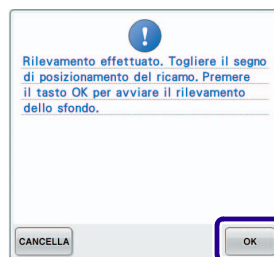 Rilevamento effettuato. Togliere il segno
di posizionamento del ricamo. Premere
il tasto OK per avviare il rilevamento
dello sfondo.
CANCELLA OK